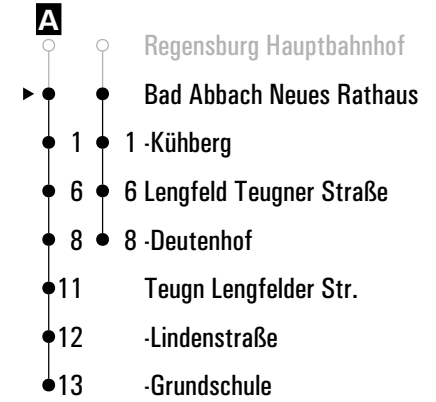 A
Regensburg Hauptbahnhof
Bad Abbach Neues Rathaus
1 1 -Kühberg
6 6 Lengfeld Teugner Straße
8 8 -Deutenhof
11 Teugn Lengfelder Str.
12 -Lindenstraße
13 -Grundschule